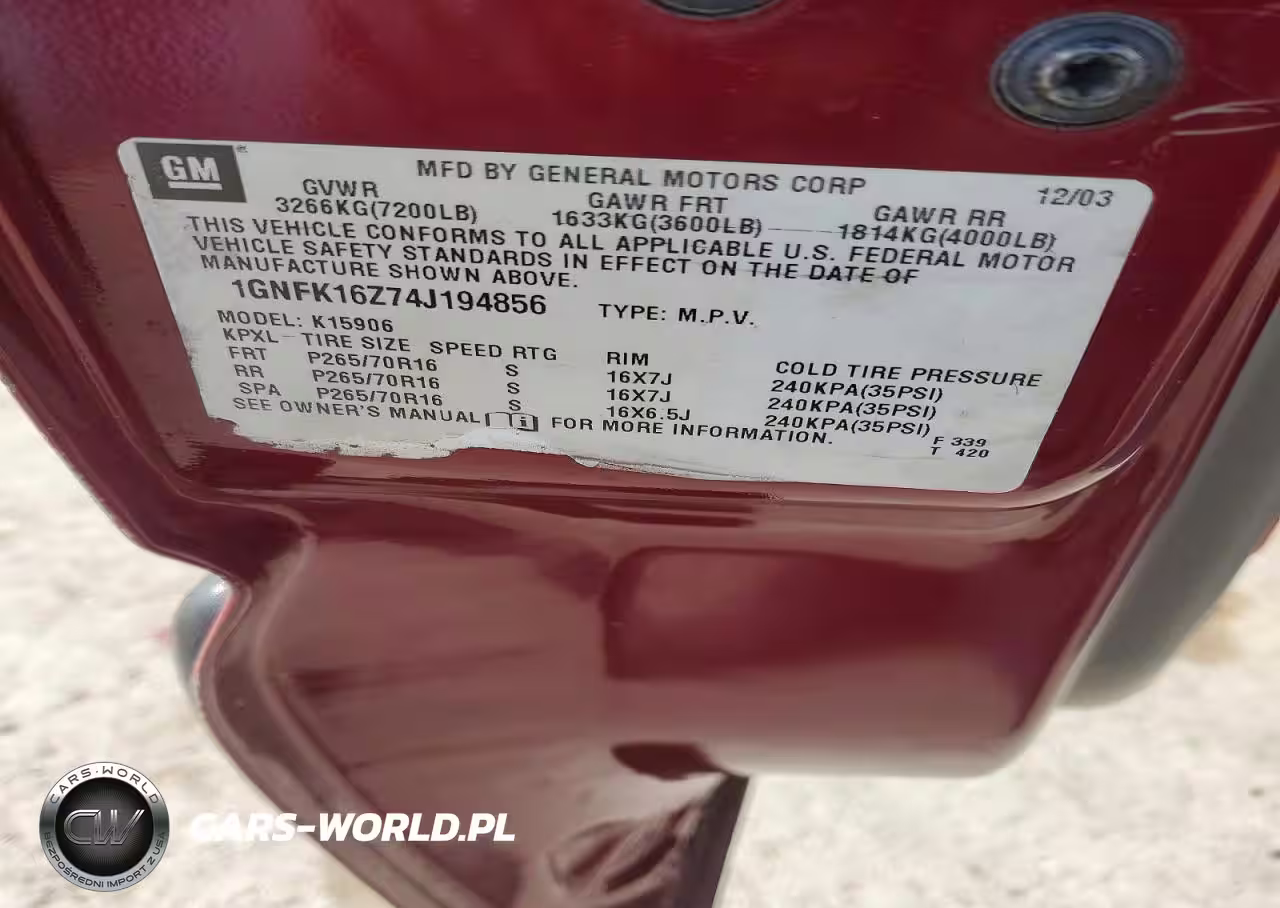 GM
MFD BY GENERAL MOTORS CORP 12/03
GVWR GAWR FRT GAWR RR
3266KG(7200LB) 1633KG(3600LB) 1814KG(4000LB)
THIS VEHICLE CONFORMS TO ALL APPLICABLE U.S. FEDERAL MOTOR
VEHICLE SAFETY STANDARDS IN EFFECT ON THE DATE OF
MANUFACTURE SHOWN ABOVE.
1GNFK16Z74J194856 TYPE: M.P.V.
MODEL: K15906
KPXL TIRE SIZE SPEED RTG RIM COLD TIRE PRESSURE
FRT P265/70R16 S 16X7J 240KPA(35PSI)
RR P265/70R16 S 16X7J 240KPA(35PSI)
SPA P265/70R16 S 16X6.5J 240KPA(35PSI)
SEE OWNER'S MANUAL i FOR MORE INFORMATION.
F 339
T 420
CARS-WORLD
CW
BEZPOŚREDNI IMPORT Z USA
CARS-WORLD.PL